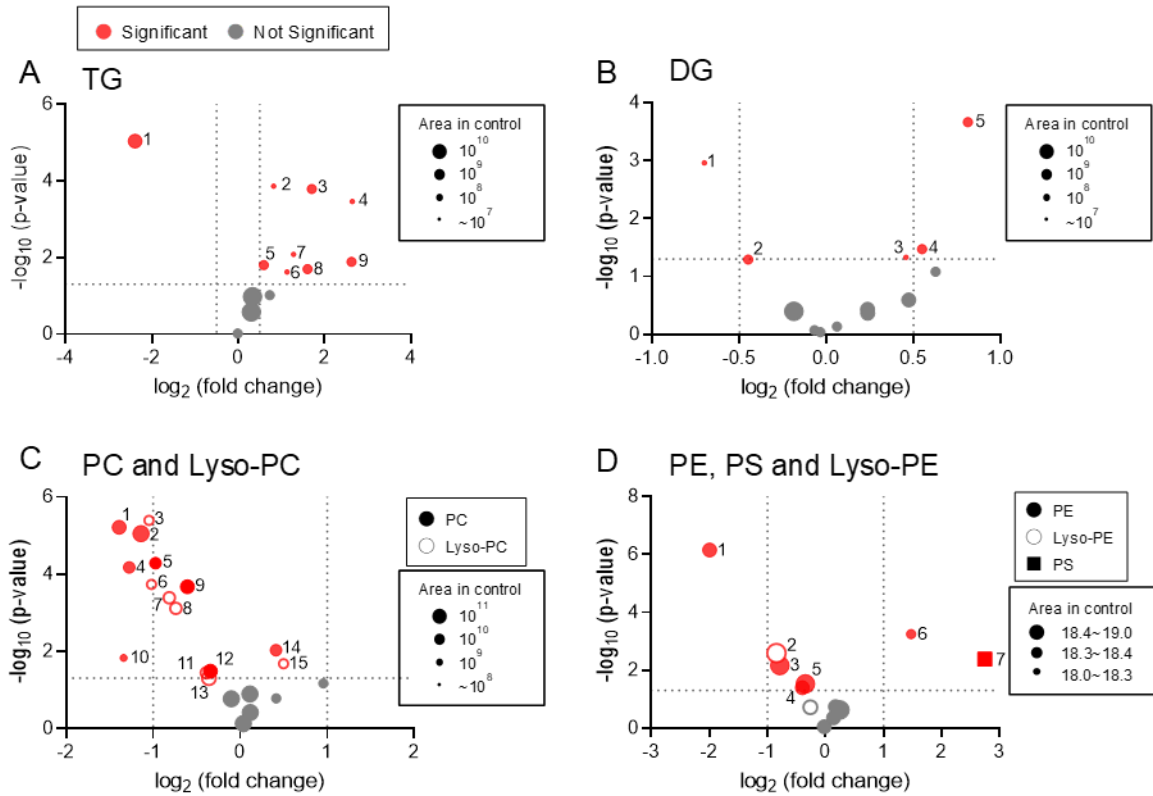 Significant Not Significant
A TG
6
4
2
0
-4 -2 0 2 4
-log10 (p-value)
log2 (fold change)
1
2 3
4
5 7
6 8 9
Area in control
10^10
10^9
10^8
~10^7
B DG
4
3
2
1
0
-1.0 -0.5 0.0 0.5 1.0
-log10 (p-value)
log2 (fold change)
5
1
2 3 4
Area in control
10^10
10^9
10^8
~10^7
C PC and Lyso-PC
6
4
2
0
-2 -1 0 1 2
-log10 (p-value)
log2 (fold change)
1 3
2
4 5
6 9
7 8
10 11 12 14
13 15
PC
Lyso-PC
Area in control
10^11
10^10
10^9
~10^8
D PE, PS and Lyso-PE
8
6
4
2
0
-3 -2 -1 0 1 2 3
-log10 (p-value)
log2 (fold change)
1
2 6
3 5 7
4
PE
Lyso-PE
PS
Area in control
18.4~19.0
18.3~18.4
18.0~18.3